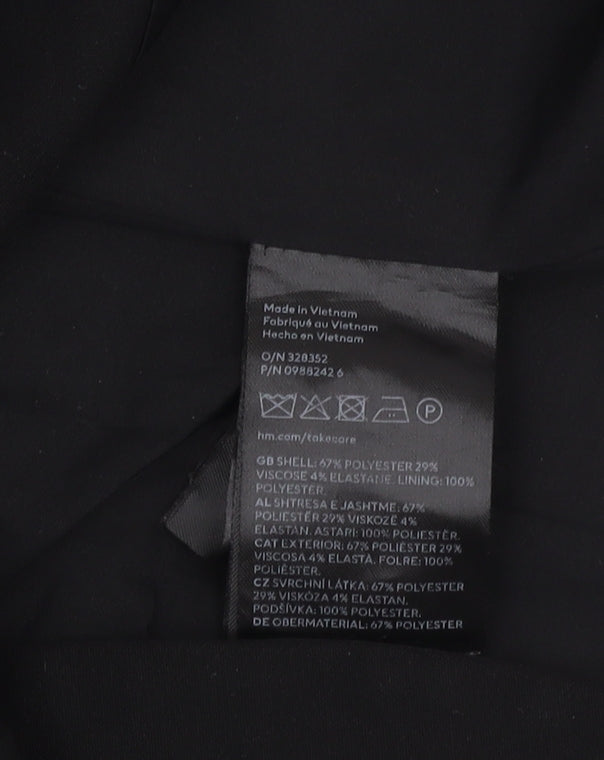 Made in Vietnam
Fabriqué au Vietnam
Hecho en Vietnam
O/N 328352
P/N 0988242 6
P
hm.com/takecare
GB SHELL: 67% POLYESTER 29%
VISCOSE 4% ELASTANE. LINING: 100%
POLYESTER.
AL SHTRESA E JASHTME: 67%
POLIESTËR 29% VISKOZË 4%
ELASTAN. ASTARI: 100% POLIESTËR.
CAT EXTERIOR: 67% POLIÈSTER 29%
VISCOSA 4% ELASTÀ. FOLRE: 100%
POLIÈSTER.
CZ SVRCHNÍ LÁTKA: 67% POLYESTER
29% VISKÓZA 4% ELASTAN.
PODŠÍVKA: 100% POLYESTER.
DE OBERMATERIAL: 67% POLYESTER